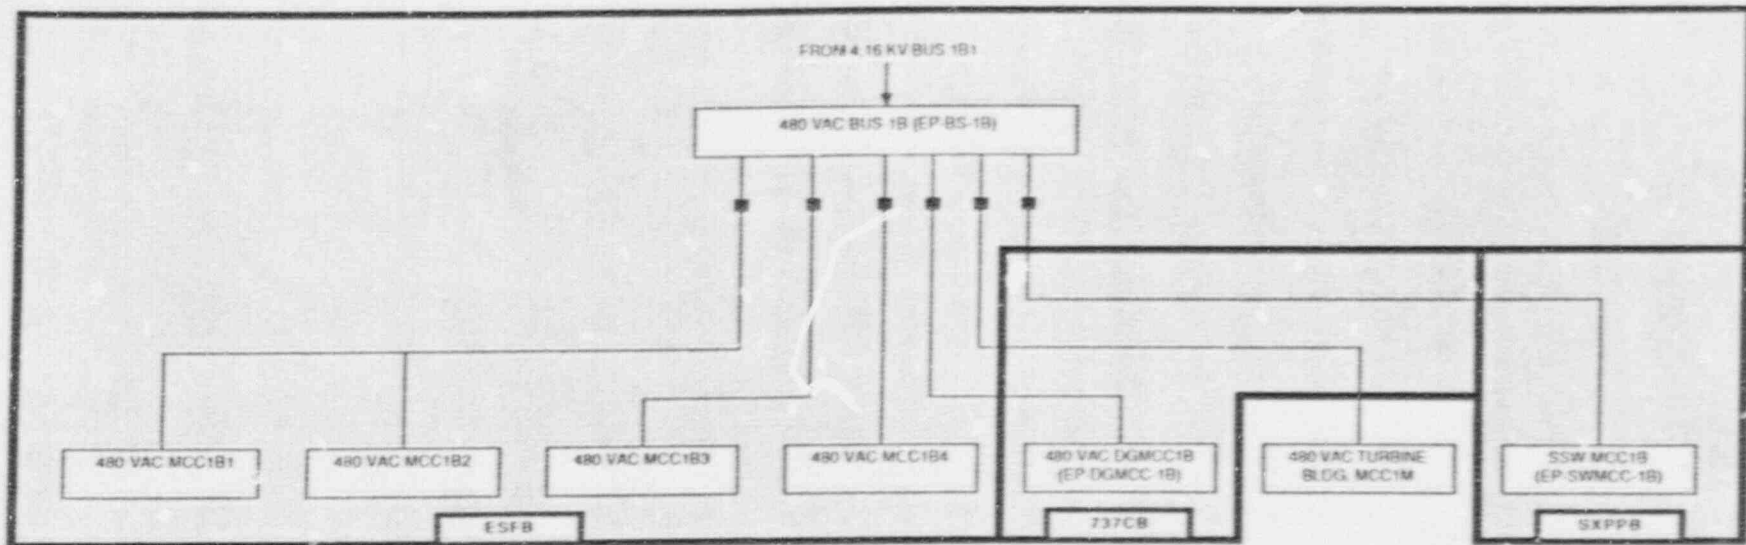 FROM 4.16 KV BUS 1B1
480 VAC BUS 1B (EP-BS-1B)
480 VAC MCC1B1
480 VAC MCC1B2
480 VAC MCC1B3
480 VAC MCC1B4
480 VAC DGMCC1B
(EP-DGMCC-1B)
480 VAC TURBINE
BLDG. MCC1M
SSW MCC1B
(EP-SWMCC-1B)
ESFB
737CB
SXPPB